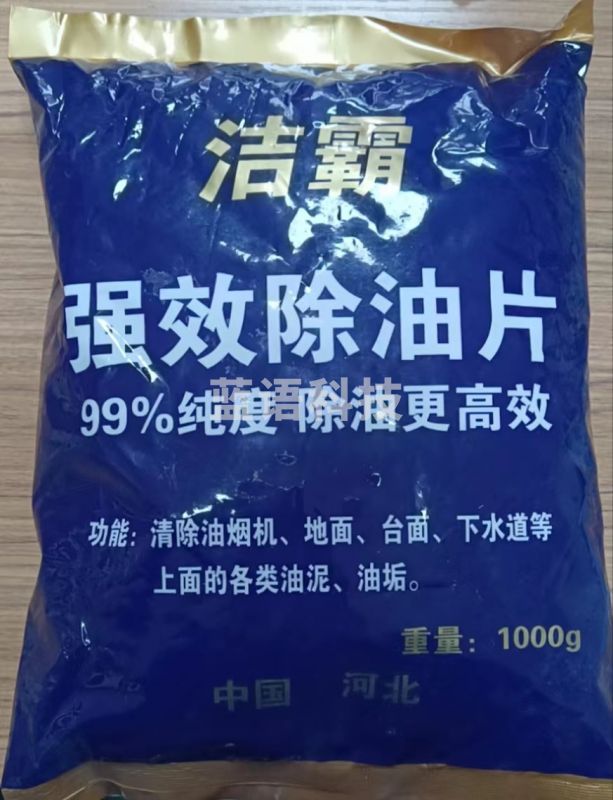 洁霸
强效除油片
99%纯度 除油更高效
蓝语科技
功能：清除油烟机、地面、台面、下水道等
上面的各类油泥、油垢。
重量：1000g
中国 河北